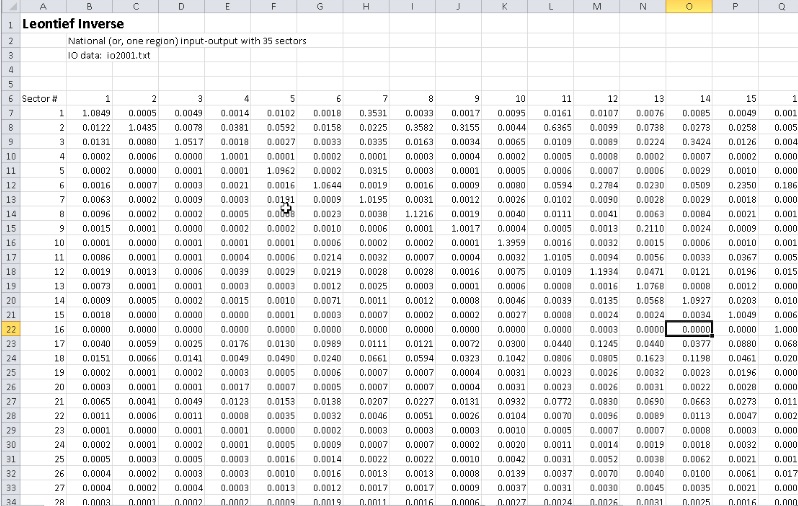 A B C D E F G H I J K L M N O P Q
1 Leontief Inverse
2 National (or, one region) input-output with 35 sectors
3 IO data: io2001.txt
4
5
6 Sector # 1 2 3 4 5 6 7 8 9 10 11 12 13 14 15 1
7 1 1.0849 0.0005 0.0049 0.0014 0.0102 0.0018 0.3531 0.0033 0.0017 0.0095 0.0161 0.0107 0.0076 0.0085 0.0049 0.001
8 2 0.0122 1.0435 0.0078 0.0381 0.0592 0.0158 0.0225 0.3582 0.3155 0.0044 0.6365 0.0099 0.0738 0.0273 0.0258 0.005
9 3 0.0131 0.0080 1.0517 0.0018 0.0027 0.0033 0.0335 0.0163 0.0034 0.0065 0.0109 0.0089 0.0224 0.3424 0.0126 0.004
10 4 0.0002 0.0006 0.0000 1.0001 0.0001 0.0002 0.0001 0.0003 0.0004 0.0002 0.0005 0.0008 0.0002 0.0007 0.0002 0.000
11 5 0.0002 0.0000 0.0001 0.0001 1.0962 0.0002 0.0315 0.0003 0.0001 0.0005 0.0006 0.0007 0.0006 0.0029 0.0010 0.000
12 6 0.0016 0.0007 0.0003 0.0021 0.0016 1.0644 0.0019 0.0016 0.0009 0.0080 0.0594 0.2784 0.0230 0.0509 0.2350 0.186
13 7 0.0063 0.0002 0.0009 0.0003 0.0191 0.0009 1.0195 0.0031 0.0012 0.0026 0.0102 0.0090 0.0028 0.0029 0.0018 0.000
14 8 0.0096 0.0002 0.0002 0.0005 0.0023 0.0038 1.1216 0.0019 0.0040 0.0111 0.0041 0.0063 0.0084 0.0021 0.001
15 9 0.0015 0.0001 0.0000 0.0002 0.0002 0.0010 0.0006 0.0001 1.0017 0.0004 0.0005 0.0013 0.2110 0.0024 0.0009 0.000
16 10 0.0001 0.0000 0.0001 0.0001 0.0001 0.0006 0.0002 0.0002 0.0001 1.3959 0.0016 0.0032 0.0015 0.0006 0.0010 0.001
17 11 0.0086 0.0001 0.0001 0.0004 0.0006 0.0214 0.0032 0.0007 0.0004 0.0032 1.0105 0.0094 0.0056 0.0033 0.0367 0.005
18 12 0.0019 0.0013 0.0006 0.0039 0.0029 0.0219 0.0028 0.0028 0.0016 0.0075 0.0109 1.1934 0.0471 0.0121 0.0196 0.015
19 13 0.0073 0.0001 0.0001 0.0003 0.0003 0.0012 0.0025 0.0003 0.0001 0.0006 0.0008 0.0016 1.0768 0.0008 0.0012 0.000
20 14 0.0009 0.0005 0.0002 0.0015 0.0010 0.0071 0.0011 0.0012 0.0008 0.0046 0.0039 0.0135 0.0568 1.0927 0.0203 0.010
21 15 0.0018 0.0000 0.0000 0.0001 0.0001 0.0003 0.0007 0.0002 0.0002 0.0027 0.0008 0.0024 0.0024 0.0034 1.0049 0.006
22 16 0.0000 0.0000 0.0000 0.0000 0.0000 0.0000 0.0000 0.0000 0.0000 0.0000 0.0000 0.0003 0.0000 0.0000 0.0000 1.000
23 17 0.0040 0.0059 0.0025 0.0176 0.0130 0.0989 0.0111 0.0121 0.0072 0.0300 0.0440 0.1245 0.0440 0.0377 0.0880 0.068
24 18 0.0151 0.0066 0.0141 0.0049 0.0490 0.0240 0.0661 0.0594 0.0323 0.1042 0.0806 0.0805 0.1623 0.1198 0.0461 0.020
25 19 0.0002 0.0001 0.0002 0.0003 0.0005 0.0006 0.0007 0.0007 0.0004 0.0031 0.0023 0.0026 0.0032 0.0023 0.0196 0.000
26 20 0.0003 0.0001 0.0001 0.0017 0.0007 0.0005 0.0007 0.0007 0.0004 0.0031 0.0023 0.0026 0.0031 0.0022 0.0028 0.000
27 21 0.0065 0.0041 0.0049 0.0123 0.0153 0.0138 0.0207 0.0227 0.0131 0.0932 0.0772 0.0830 0.0690 0.0663 0.0273 0.011
28 22 0.0011 0.0006 0.0011 0.0008 0.0035 0.0032 0.0046 0.0051 0.0026 0.0104 0.0070 0.0096 0.0089 0.0113 0.0047 0.002
29 23 0.0001 0.0000 0.0001 0.0001 0.0000 0.0002 0.0003 0.0003 0.0003 0.0010 0.0005 0.0007 0.0007 0.0008 0.0003 0.000
30 24 0.0002 0.0001 0.0002 0.0001 0.0005 0.0009 0.0007 0.0007 0.0002 0.0020 0.0011 0.0014 0.0019 0.0018 0.0032 0.000
31 25 0.0005 0.0003 0.0005 0.0003 0.0016 0.0014 0.0022 0.0022 0.0010 0.0042 0.0031 0.0052 0.0038 0.0062 0.0021 0.001
32 26 0.0004 0.0002 0.0003 0.0003 0.0010 0.0016 0.0013 0.0013 0.0008 0.0139 0.0037 0.0070 0.0040 0.0100 0.0061 0.017
33 27 0.0004 0.0002 0.0004 0.0003 0.0013 0.0012 0.0017 0.0017 0.0009 0.0037 0.0031 0.0030 0.0045 0.0035 0.0021 0.000
34 28 0.0003 0.0001 0.0002 0.0002 0.0009 0.0019 0.0011 0.0016 0.0006 0.0027 0.0024 0.0026 0.0031 0.0025 0.0016 0.000